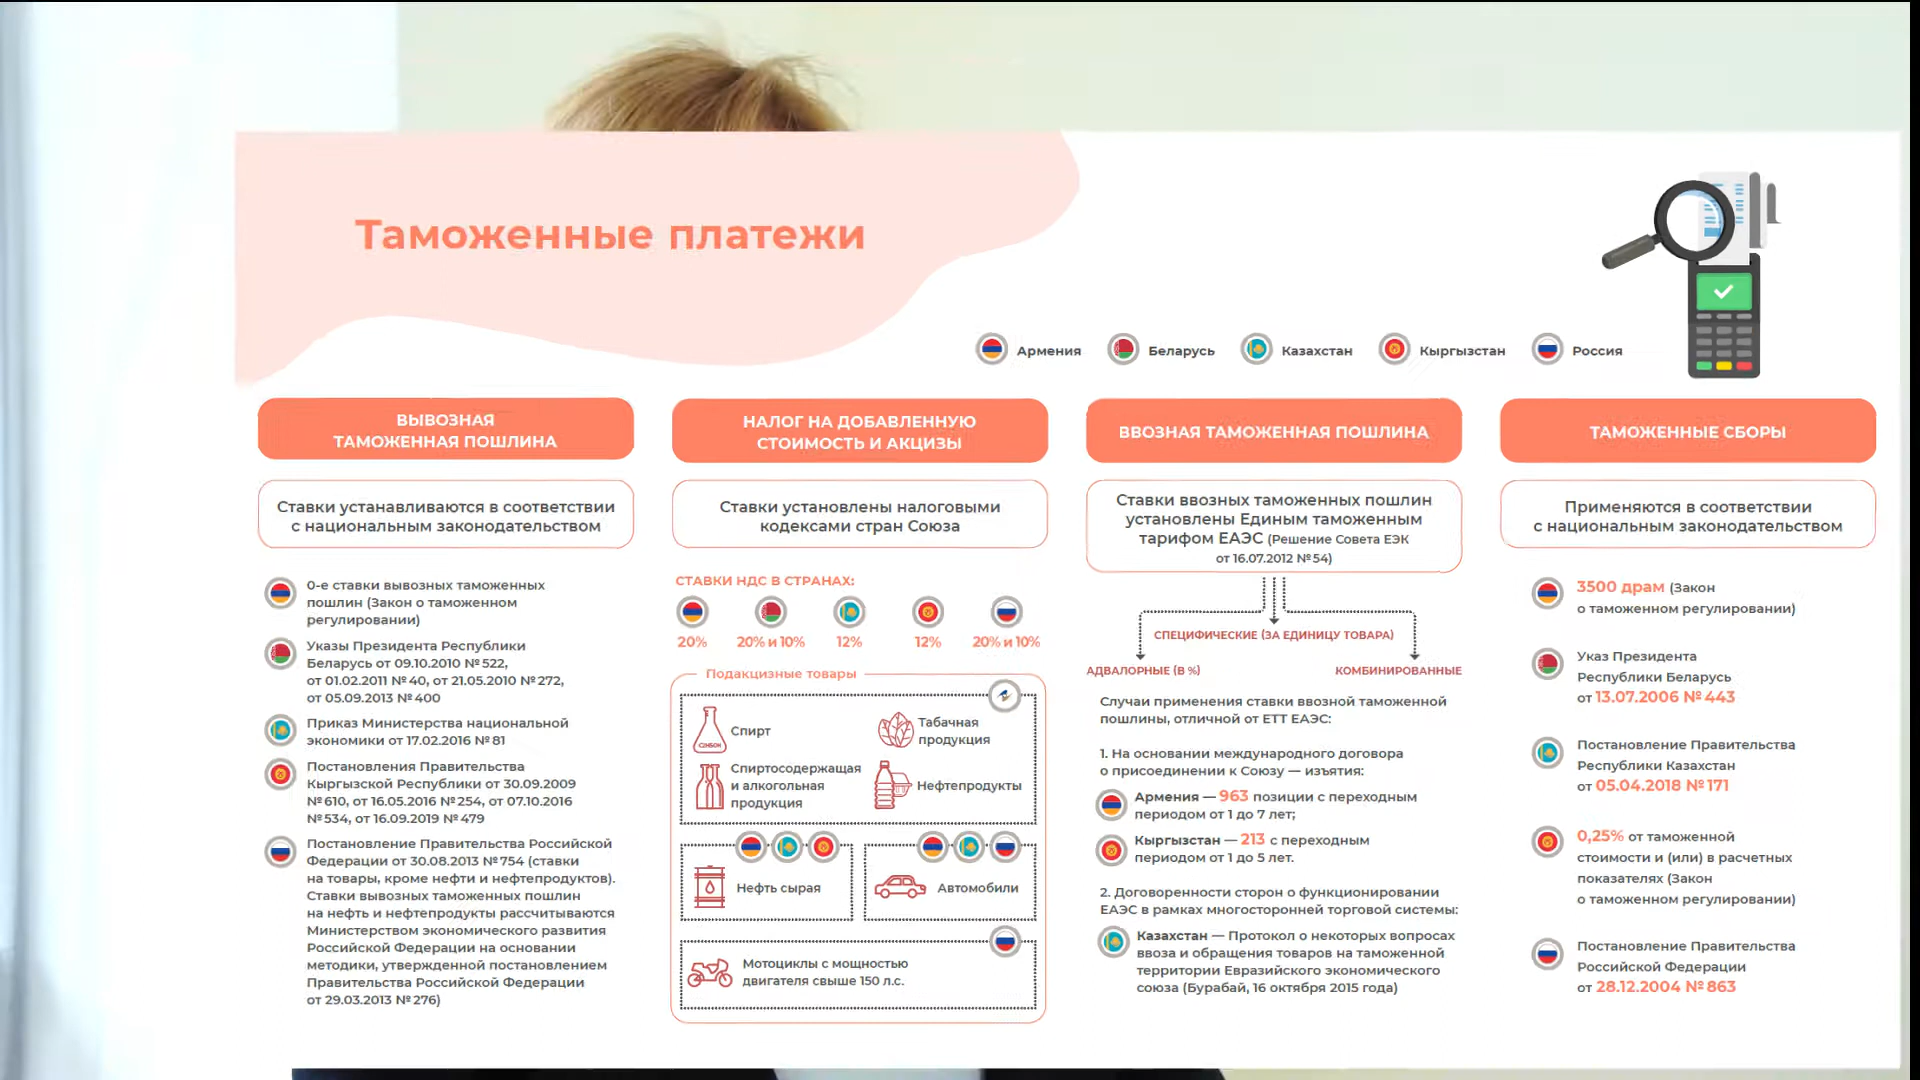 Таможенные платежи
Армения
Беларусь
Казахстан
Кыргызстан
Россия
ВЫВОЗНАЯ
ТАМОЖЕННАЯ ПОШЛИНА
Ставки устанавливаются в соответствии
с национальным законодательством
0-е ставки вывозных таможенных
пошлин (Закон о таможенном
регулировании)
Указы Президента Республики
Беларусь от 09.10.2010 № 522,
от 01.02.2011 № 40, от 21.05.2010 № 272,
от 05.09.2013 № 400
Приказ Министерства национальной
экономики от 17.02.2016 № 81
Постановления Правительства
Кыргызской Республики от 30.09.2009
№ 610, от 16.05.2016 № 254, от 07.10.2016
№ 534, от 16.09.2019 № 479
Постановление Правительства Российской
Федерации от 30.08.2013 № 754 (ставки
на товары, кроме нефти и нефтепродуктов).
Ставки вывозных таможенных пошлин
на нефть и нефтепродукты рассчитываются
Министерством экономического развития
Российской Федерации на основании
методики, утвержденной постановлением
Правительства Российской Федерации
от 29.03.2013 № 276)
НАЛОГ НА ДОБАВЛЕННУЮ
СТОИМОСТЬ И АКЦИЗЫ
Ставки установлены налоговыми
кодексами стран Союза
СТАВКИ НДС В СТРАНАХ:
20%
20% и 10%
12%
12%
20% и 10%
Подакцизные товары
C2H5OH
Спирт
Табачная
продукция
Спиртосодержащая
и алкогольная
продукция
Нефтепродукты
Нефть сырая
Автомобили
Мотоциклы с мощностью
двигателя свыше 150 л.с.
ВВОЗНАЯ ТАМОЖЕННАЯ ПОШЛИНА
Ставки ввозных таможенных пошлин
установлены Единым таможенным
тарифом ЕАЭС (Решение Совета ЕЭК
от 16.07.2012 № 54)
СПЕЦИФИЧЕСКИЕ (ЗА ЕДИНИЦУ ТОВАРА)
АДВАЛОРНЫЕ (В %)
КОМБИНИРОВАННЫЕ
Случаи применения ставки ввозной таможенной
пошлины, отличной от ЕТТ ЕАЭС:
1. На основании международного договора
о присоединении к Союзу — изъятия:
Армения — 963 позиции с переходным
периодом от 1 до 7 лет;
Кыргызстан — 213 с переходным
периодом от 1 до 5 лет.
2. Договоренности сторон о функционировании
ЕАЭС в рамках многосторонней торговой системы:
Казахстан — Протокол о некоторых вопросах
ввоза и обращения товаров на таможенной
территории Евразийского экономического
союза (Бурабай, 16 октября 2015 года)
ТАМОЖЕННЫЕ СБОРЫ
Применяются в соответствии
с национальным законодательством
3500 драм (Закон
о таможенном регулировании)
Указ Президента
Республики Беларусь
от 13.07.2006 № 443
Постановление Правительства
Республики Казахстан
от 05.04.2018 № 171
0,25% от таможенной
стоимости и (или) в расчетных
показателях (Закон
о таможенном регулировании)
Постановление Правительства
Российской Федерации
от 28.12.2004 № 863